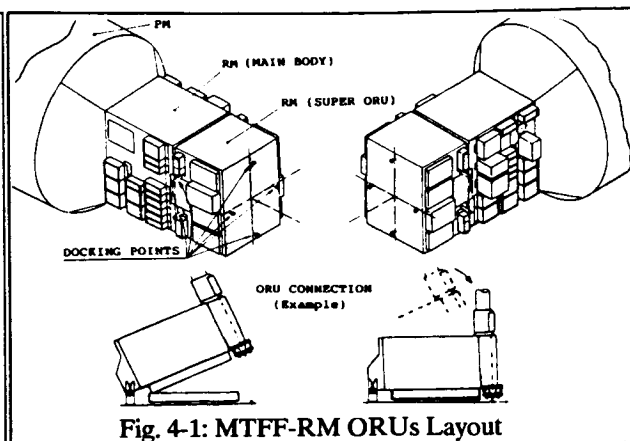 PM
RM (MAIN BODY)
RM (SUPER ORU)
DOCKING POINTS
ORU CONNECTION
(Example)
Fig. 4-1: MTFF-RM ORUs Layout